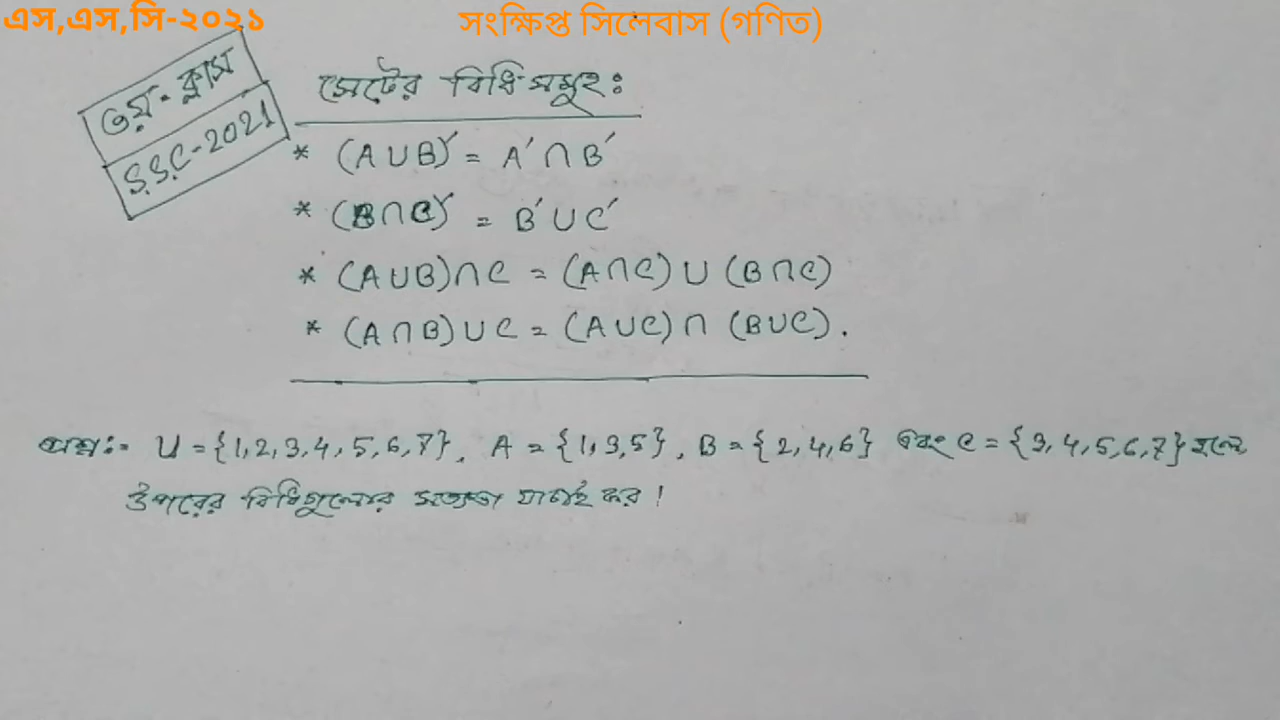 এস,এস,সি-২০২১
সংক্ষিপ্ত সিলেবাস (গণিত)
৩য়- ক্লাস
S.S.C-2021
সেটের বিধিসমূহঃ
* (A∪B)′ = A′∩B′
* (B∩C)′ = B′∪C′
* (A∪B)∩C = (A∩C)∪(B∩C)
* (A∩B)∪C = (A∪C)∩(B∪C).
প্রশ্নঃ- U = {1,2,3,4,5,6,7}, A = {1,3,5}, B = {2,4,6} এবং C = {3,4,5,6,7} হলে
উপরের বিধিগুলোর সত্যতা যাচাই কর!